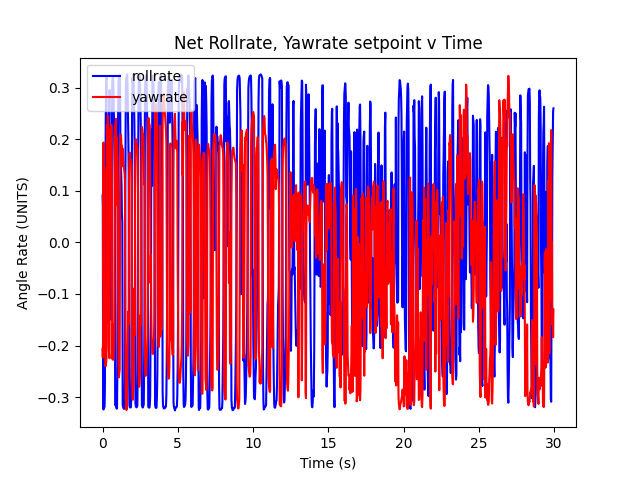 Net Rollrate, Yawrate setpoint v Time
rollrate
yawrate
Angle Rate (UNITS)
0.3
0.2
0.1
0.0
−0.1
−0.2
−0.3
0 5 10 15 20 25 30
Time (s)